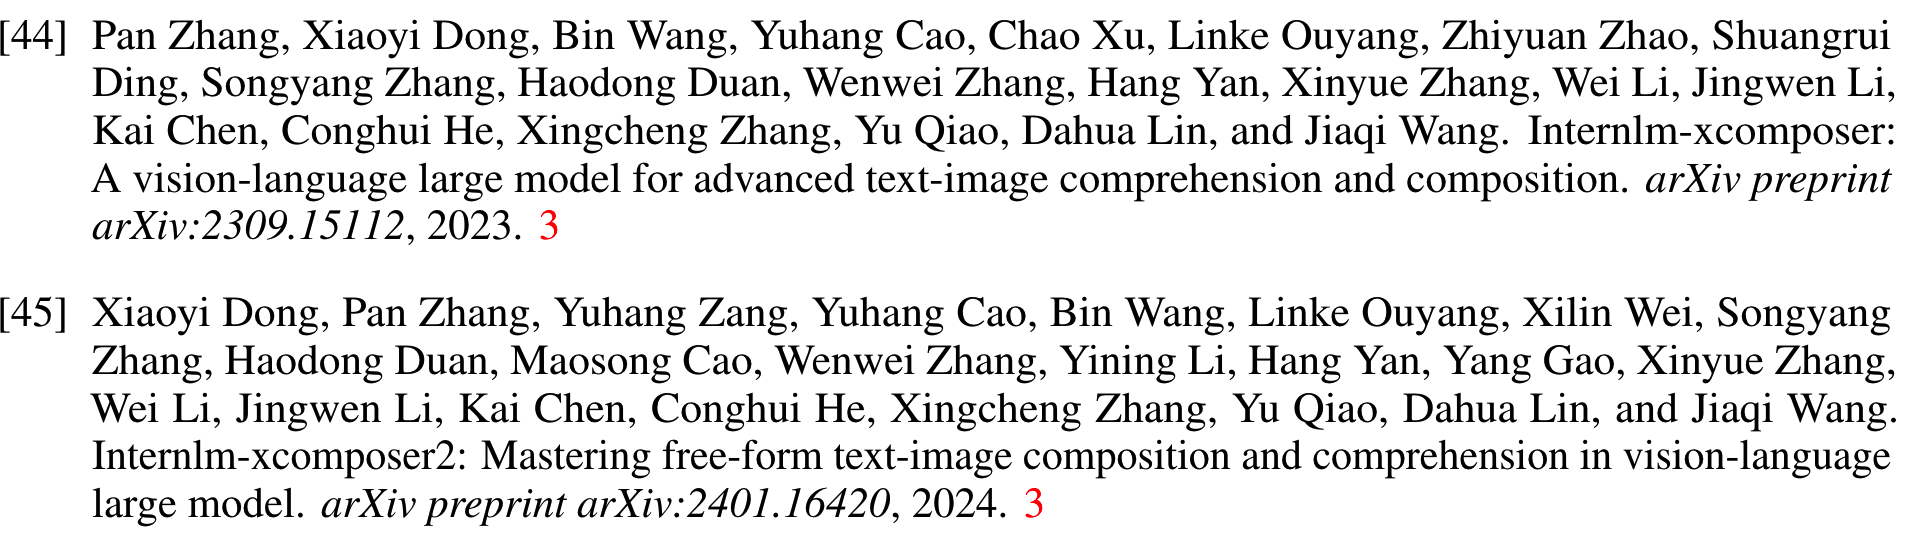 [44] Pan Zhang, Xiaoyi Dong, Bin Wang, Yuhang Cao, Chao Xu, Linke Ouyang, Zhiyuan Zhao, Shuangrui
Ding, Songyang Zhang, Haodong Duan, Wenwei Zhang, Hang Yan, Xinyue Zhang, Wei Li, Jingwen Li,
Kai Chen, Conghui He, Xingcheng Zhang, Yu Qiao, Dahua Lin, and Jiaqi Wang. Internlm-xcomposer:
A vision-language large model for advanced text-image comprehension and composition. arXiv preprint
arXiv:2309.15112, 2023. 3
[45] Xiaoyi Dong, Pan Zhang, Yuhang Zang, Yuhang Cao, Bin Wang, Linke Ouyang, Xilin Wei, Songyang
Zhang, Haodong Duan, Maosong Cao, Wenwei Zhang, Yining Li, Hang Yan, Yang Gao, Xinyue Zhang,
Wei Li, Jingwen Li, Kai Chen, Conghui He, Xingcheng Zhang, Yu Qiao, Dahua Lin, and Jiaqi Wang.
Internlm-xcomposer2: Mastering free-form text-image composition and comprehension in vision-language
large model. arXiv preprint arXiv:2401.16420, 2024. 3